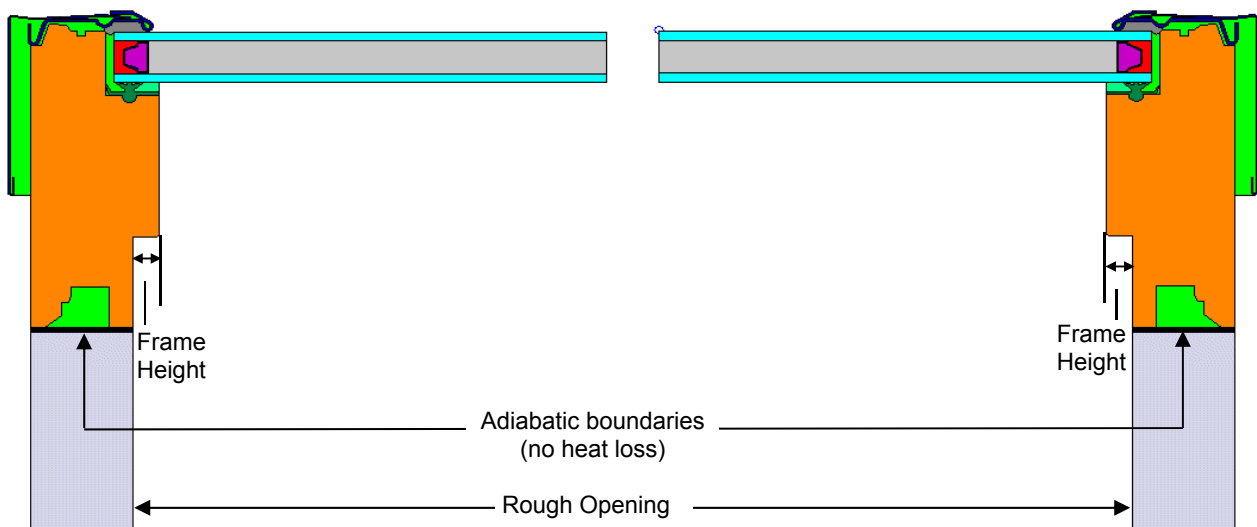 Frame
Height
Frame
Height
Adiabatic boundaries
(no heat loss)
Rough Opening